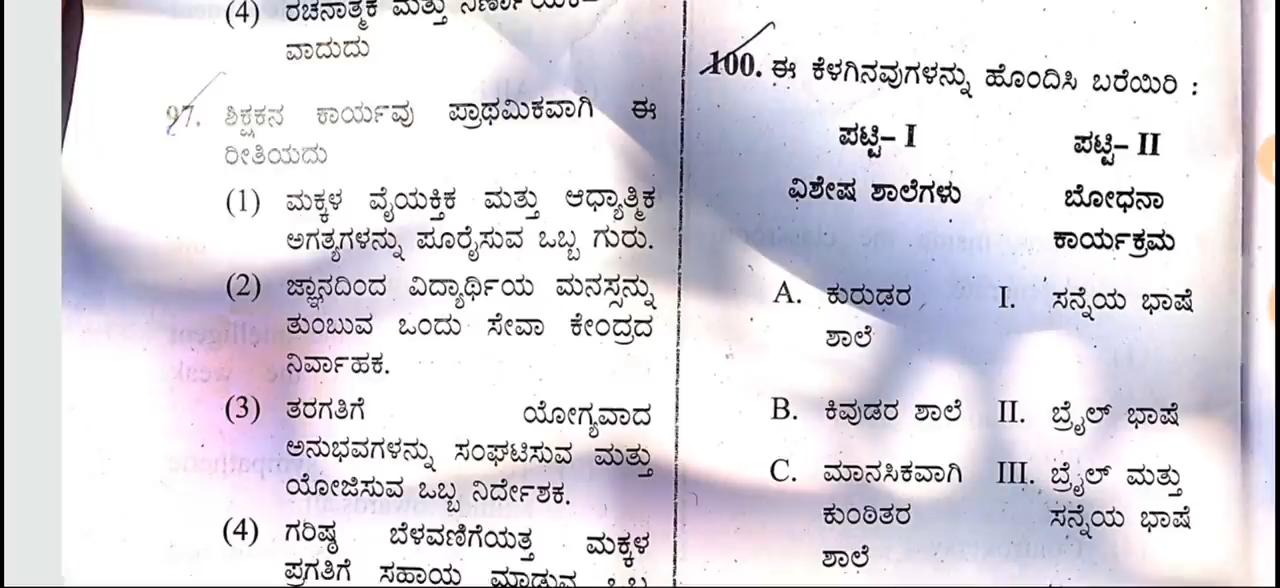 (4) ರಚನಾತ್ಮಕ ಮತ್ತು
ವಾದುದು
97. ಶಿಕ್ಷಕನ ಕಾರ್ಯವು ಪ್ರಾಥಮಿಕವಾಗಿ ಈ
ರೀತಿಯದು
(1) ಮಕ್ಕಳ ವೈಯಕ್ತಿಕ ಮತ್ತು ಆಧ್ಯಾತ್ಮಿಕ
ಅಗತ್ಯಗಳನ್ನು ಪೂರೈಸುವ ಒಬ್ಬ ಗುರು.
(2) ಜ್ಞಾನದಿಂದ ವಿದ್ಯಾರ್ಥಿಯ ಮನಸ್ಸನ್ನು
ತುಂಬುವ ಒಂದು ಸೇವಾ ಕೇಂದ್ರದ
ನಿರ್ವಾಹಕ.
(3) ತರಗತಿಗೆ ಯೋಗ್ಯವಾದ
ಅನುಭವಗಳನ್ನು ಸಂಘಟಿಸುವ ಮತ್ತು
ಯೋಜಿಸುವ ಒಬ್ಬ ನಿರ್ದೇಶಕ.
(4) ಗರಿಷ್ಠ ಬೆಳವಣಿಗೆಯತ್ತ ಮಕ್ಕಳ
ಪ್ರಗತಿಗೆ ಸಹಾಯ ಮಾಡುವ ಒಬ್ಬ
100. ಈ ಕೆಳಗಿನವುಗಳನ್ನು ಹೊಂದಿಸಿ ಬರೆಯಿರಿ :
ಪಟ್ಟಿ– I ಪಟ್ಟಿ– II
ವಿಶೇಷ ಶಾಲೆಗಳು ಬೋಧನಾ
ಕಾರ್ಯಕ್ರಮ
A. ಕುರುಡರ I. ಸನ್ನೆಯ ಭಾಷೆ
ಶಾಲೆ
B. ಕಿವುಡರ ಶಾಲೆ II. ಬ್ರೈಲ್ ಭಾಷೆ
C. ಮಾನಸಿಕವಾಗಿ III. ಬ್ರೈಲ್ ಮತ್ತು
ಕುಂಠಿತರ ಸನ್ನೆಯ ಭಾಷೆ
ಶಾಲೆ